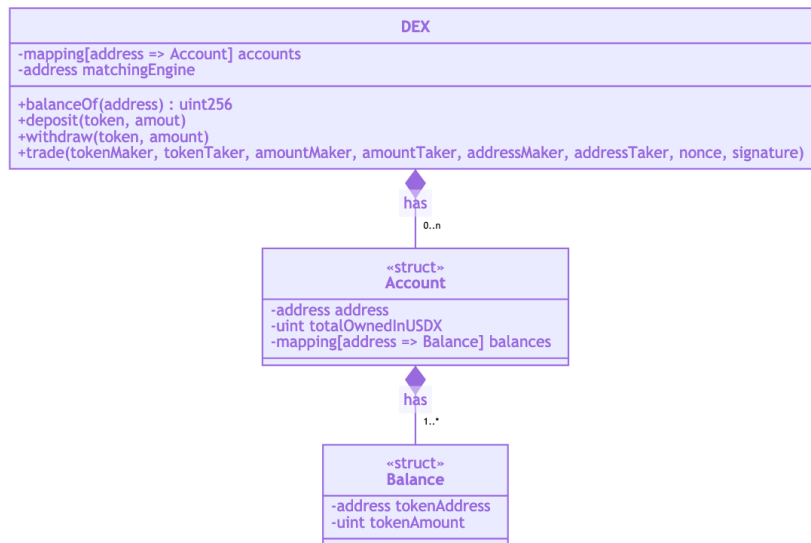 DEX
-mapping[address => Account] accounts
-address matchingEngine
+balanceOf(address) : uint256
+deposit(token, amout)
+withdraw(token, amount)
+trade(tokenMaker, tokenTaker, amountMaker, amountTaker, addressMaker, addressTaker, nonce, signature)
has
0..n
«struct»
Account
-address address
-uint totalOwnedInUSDX
-mapping[address => Balance] balances
has
1..*
«struct»
Balance
-address tokenAddress
-uint tokenAmount